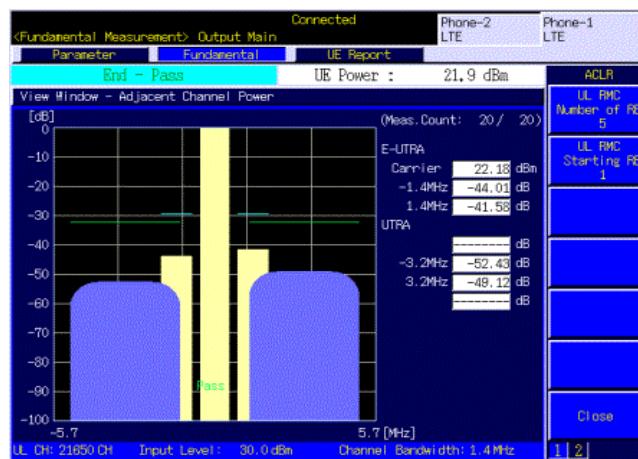 Connected
<Fundamental Measurement> Output Main
Phone-2
LTE
Phone-1
LTE
Parameter
Fundamental
UE Report
End - Pass
UE Power : 21.9 dBm
ACLR
View Window - Adjacent Channel Power
UL RMC
Number of RB
5
UL RMC
Starting RB
1
Close
1 2
[dB]
0
-10
-20
-30
-40
-50
-60
-70
-80
-90
-100
Pass
-5.7
5.7 [MHz]
(Meas.Count: 20/ 20)
E-UTRA
Carrier 22.18 dBm
-1.4MHz -44.01 dB
1.4MHz -41.58 dB
UTRA
------- dB
-3.2MHz -52.43 dB
3.2MHz -49.12 dB
------- dB
UL CH: 21650 CH Input Level: 30.0 dBm Channel Bandwidth: 1.4 MHz